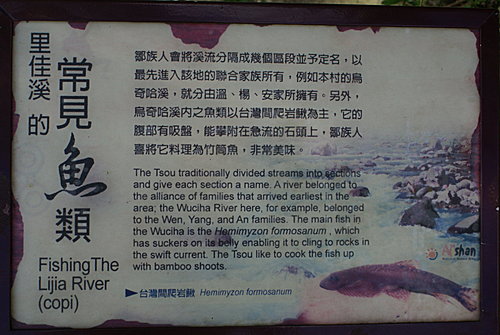 里佳溪的
常見魚類
FishingThe
Lijia River
(copi)
鄒族人會將溪流分隔成幾個區段並予定名，以
最先進入該地的聯合家族所有，例如本村的烏
奇哈溪，就分由溫、楊、安家所擁有。另外，
烏奇哈溪內之魚類以台灣間爬岩鰍為主，它的
腹部有吸盤，能攀附在急流的石頭上，鄒族人
喜將它料理為竹筒魚，非常美味。
The Tsou traditionally divided streams into sections
and give each section a name. A river belonged to
the alliance of families that arrived earliest in the
area; the Wuciha River here, for example, belonged
to the Wen, Yang, and An families. The main fish in
the Wuciha is the Hemimyzon formosanum , which
has suckers on its belly enabling it to cling to rocks in
the swift current. The Tsou like to cook the fish up
with bamboo shoots.
台灣間爬岩鰍 Hemimyzon formosanum